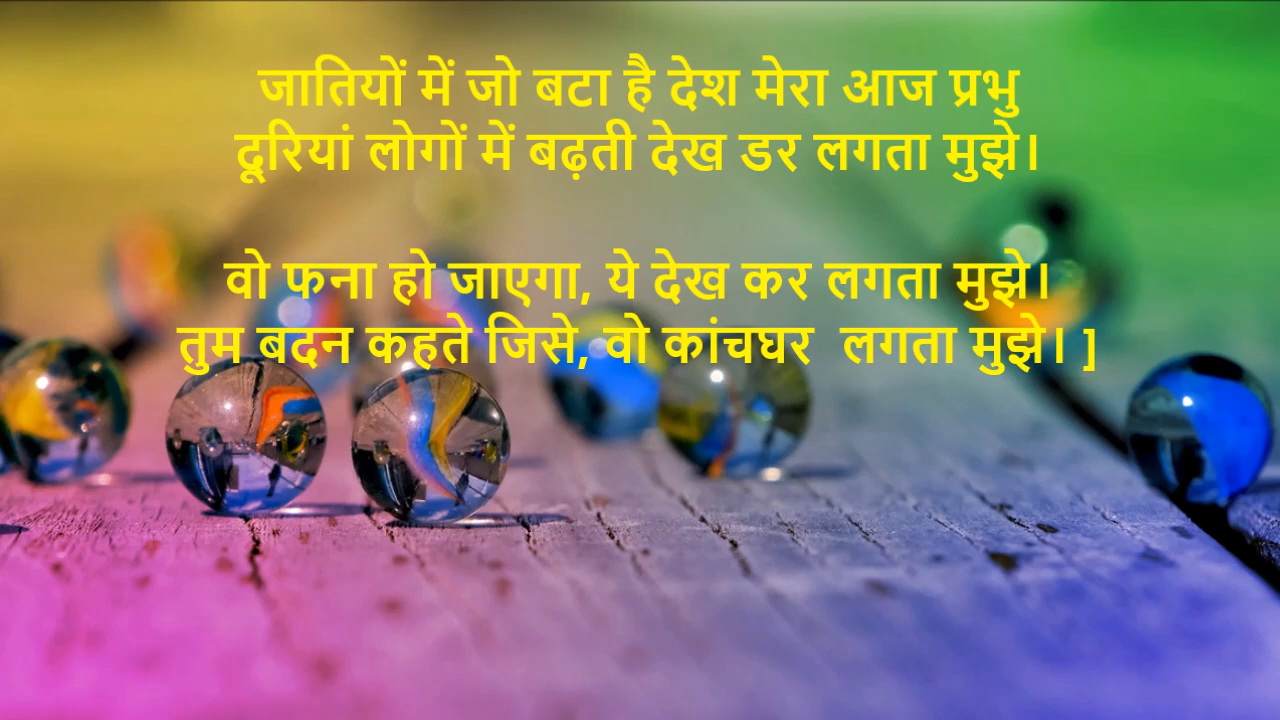 जातियों में जो बटा है देश मेरा आज प्रभु
दूरियां लोगों में बढ़ती देख डर लगता मुझे।
वो फना हो जाएगा, ये देख कर लगता मुझे।
तुम बदन कहते जिसे, वो कांचघर  लगता मुझे। ]